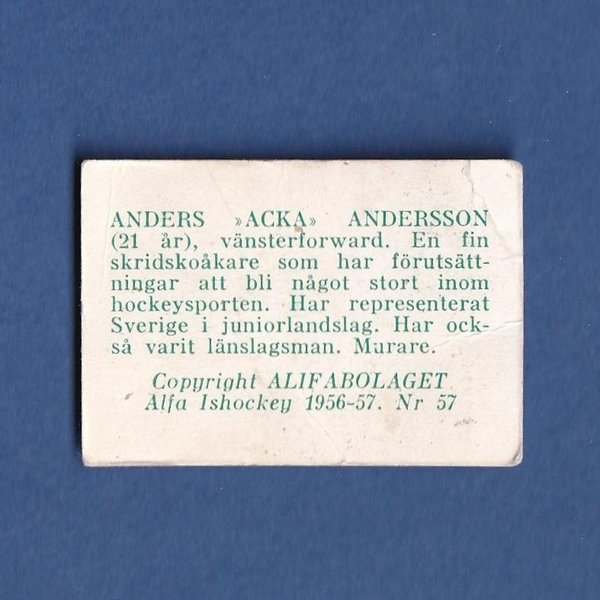 ANDERS »ACKA» ANDERSSON
(21 år), vänsterforward. En fin
skridskoåkare som har förutsätt-
ningar att bli något stort inom
hockeysporten. Har representerat
Sverige i juniorlandslag. Har ock-
så varit länslagsman. Murare.
Copyright ALIFABOLAGET
Alfa Ishockey 1956-57. Nr 57